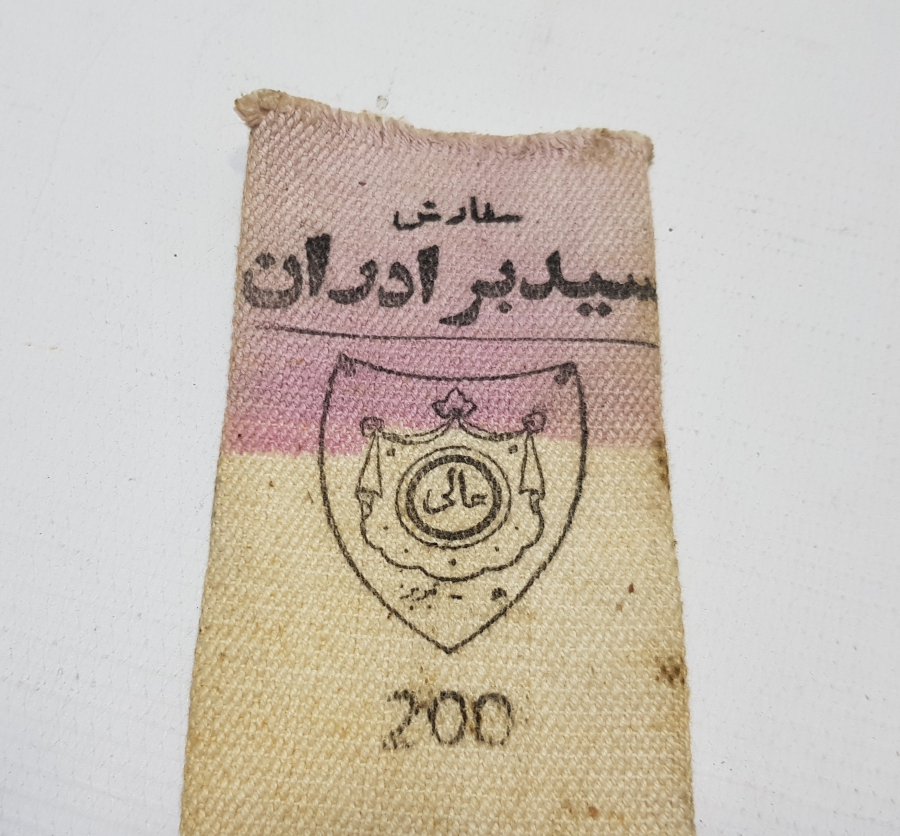 سفارش
سید برادران
عالی
200